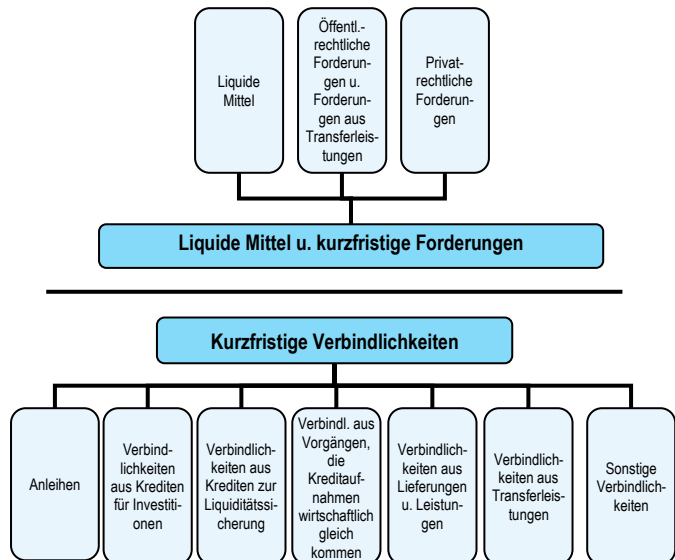 Liquide
Mittel
Öffentl.-
rechtliche
Forderun-
gen u.
Forderun-
gen aus
Transferleis-
tungen
Privat-
rechtliche
Forderun-
gen
Liquide Mittel u. kurzfristige Forderungen
Kurzfristige Verbindlichkeiten
Anleihen
Verbind-
lichkeiten
aus Krediten
für Investiti-
onen
Verbindlich-
keiten aus
Krediten zur
Liquiditätssi-
cherung
Verbindl. aus
Vorgängen,
die
Kreditauf-
nahmen
wirtschaftlich
gleich
kommen
Verbindlich-
keiten aus
Lieferungen
u. Leistun-
gen
Verbindlich-
keiten aus
Transferleis-
tungen
Sonstige
Verbindlich-
keiten